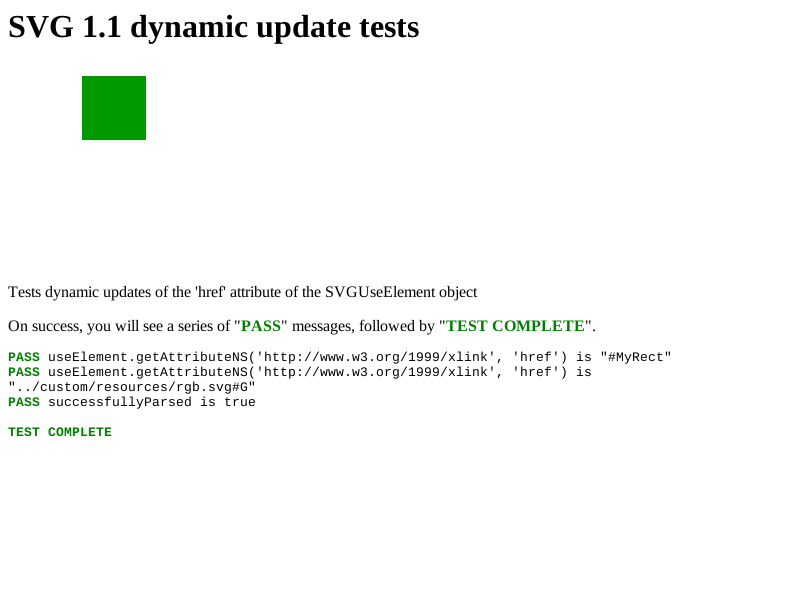 SVG 1.1 dynamic update tests
Tests dynamic updates of the 'href' attribute of the SVGUseElement object
On success, you will see a series of "PASS" messages, followed by "TEST COMPLETE".
PASS useElement.getAttributeNS('http://www.w3.org/1999/xlink', 'href') is "#MyRect"
PASS useElement.getAttributeNS('http://www.w3.org/1999/xlink', 'href') is
"../custom/resources/rgb.svg#G"
PASS successfullyParsed is true
TEST COMPLETE